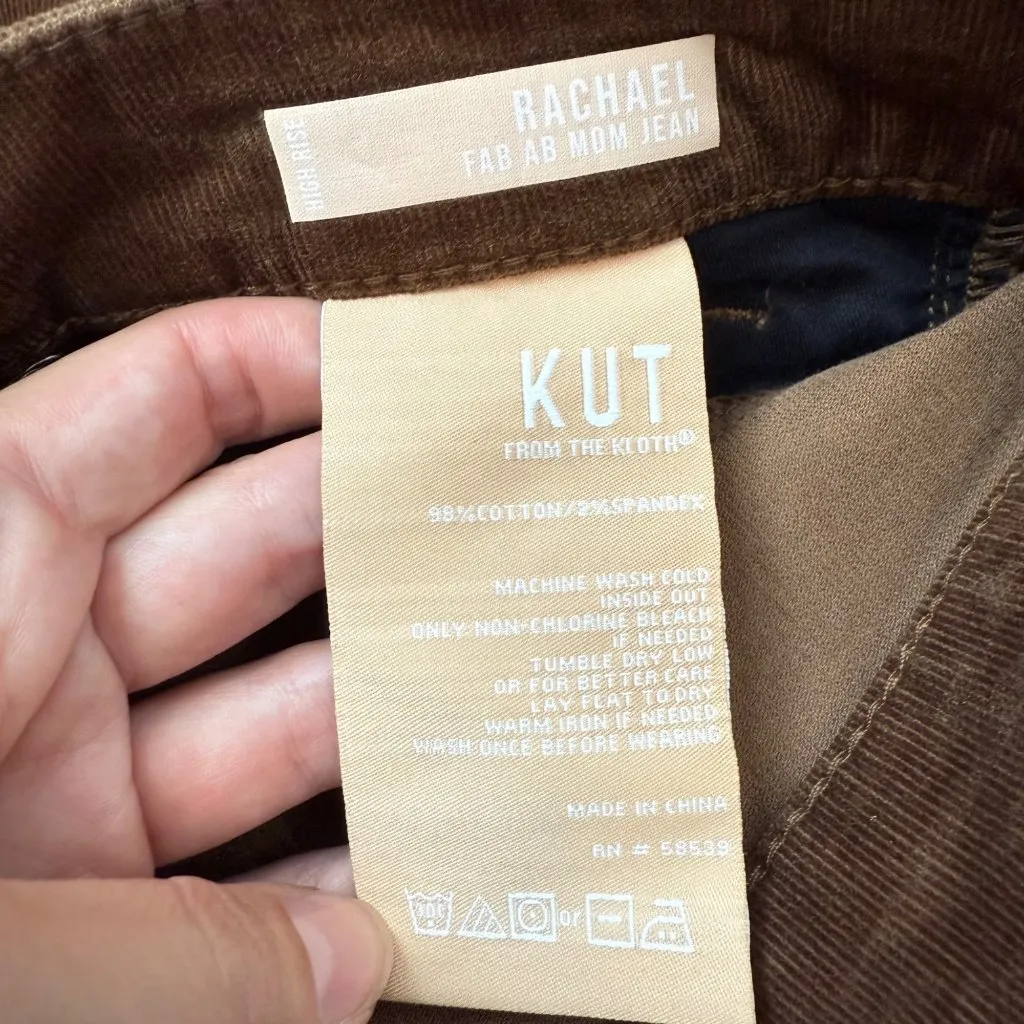 RACHAEL
FAB AB MOM JEAN
HIGH RISE
KUT
FROM THE KLOTH®
98%COTTON/2%SPANDEX
MACHINE WASH COLD
INSIDE OUT
ONLY NON-CHLORINE BLEACH
IF NEEDED
TUMBLE DRY LOW
OR FOR BETTER CARE
LAY FLAT TO DRY
WARM IRON IF NEEDED
WASH ONCE BEFORE WEARING
MADE IN CHINA
RN # 58539
or